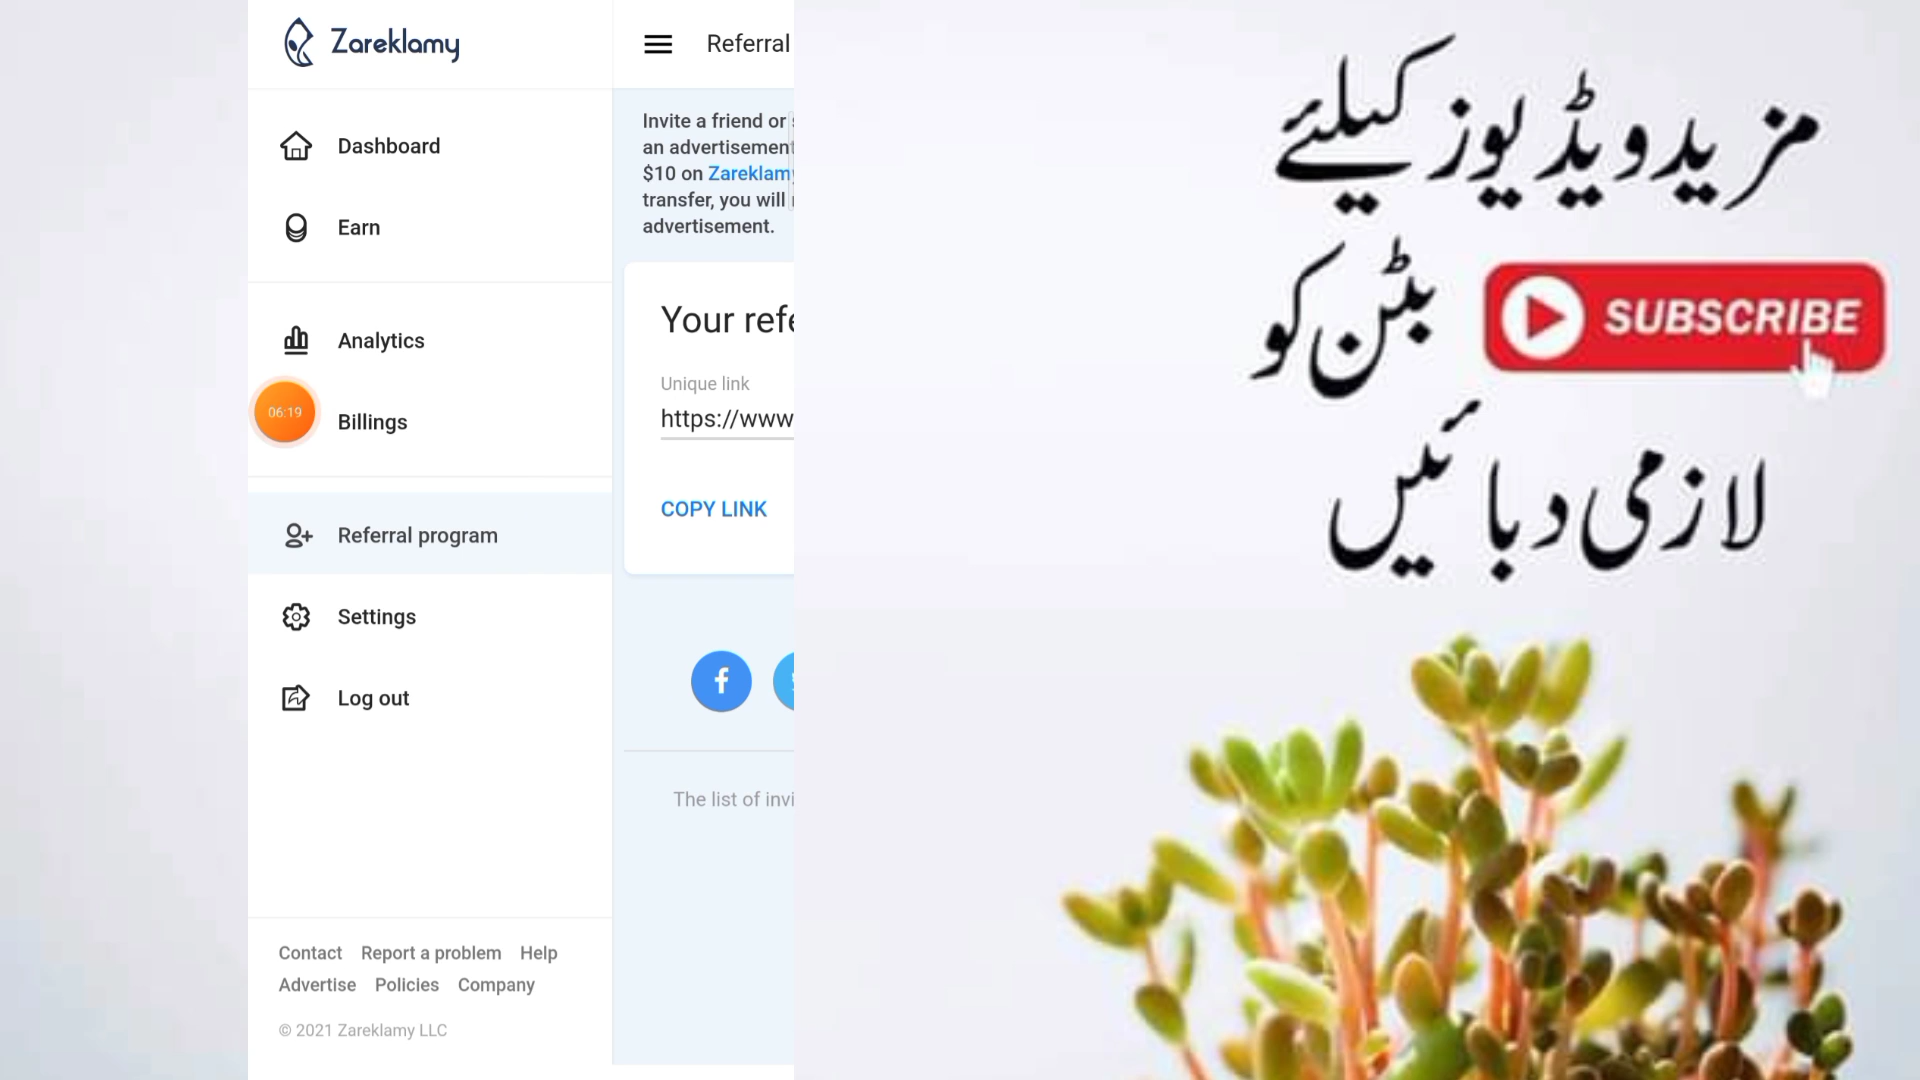 Zareklamy
Dashboard
Earn
Analytics
06:19
Billings
Referral program
Settings
Log out
Contact Report a problem Help
Advertise Policies Company
© 2021 Zareklamy LLC
Referral
Invite a friend or
an advertisement
$10 on Zareklamy
transfer, you will
advertisement.
Your refe
Unique link
https://www
COPY LINK
The list of invi
مزید ویڈیوز کیلئے
SUBSCRIBE بٹن کو
لازمی دبائیں